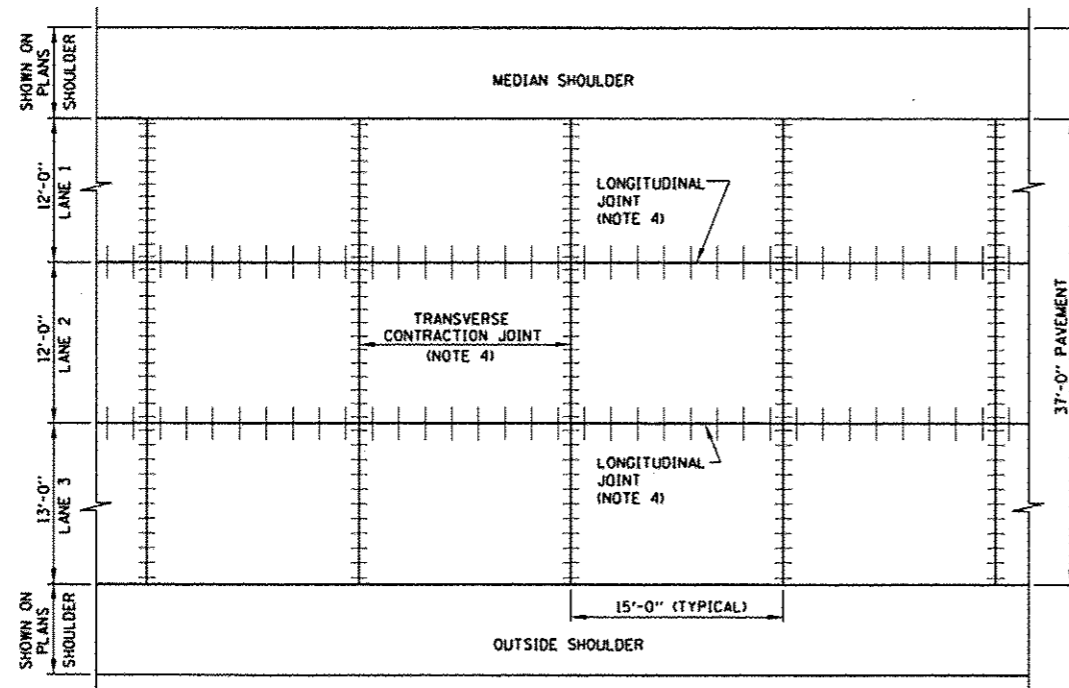 SHOWN ON
PLANS
SHOULDER
MEDIAN SHOULDER
12'-0"
LANE 1
LONGITUDINAL
JOINT
(NOTE 4)
12'-0"
LANE 2
TRANSVERSE
CONTRACTION JOINT
(NOTE 4)
37'-0" PAVEMENT
13'-0"
LANE 3
LONGITUDINAL
JOINT
(NOTE 4)
15'-0" (TYPICAL)
SHOWN ON
PLANS
SHOULDER
OUTSIDE SHOULDER